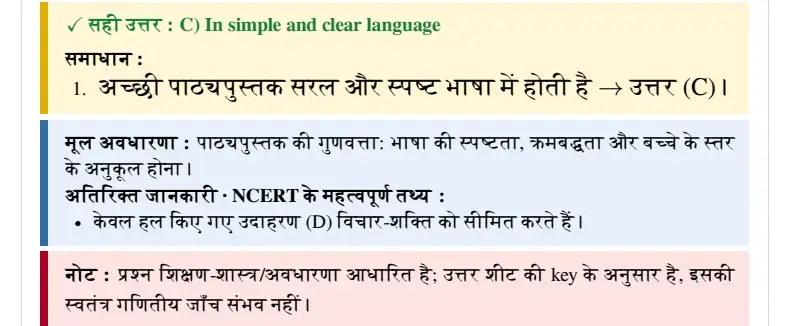 ✓ सही उत्तर : C) In simple and clear language
समाधान :
1. अच्छी पाठ्यपुस्तक सरल और स्पष्ट भाषा में होती है → उत्तर (C)।
मूल अवधारणा : पाठ्यपुस्तक की गुणवत्ता: भाषा की स्पष्टता, क्रमबद्धता और बच्चे के स्तर
के अनुकूल होना।
अतिरिक्त जानकारी · NCERT के महत्वपूर्ण तथ्य :
• केवल हल किए गए उदाहरण (D) विचार-शक्ति को सीमित करते हैं।
नोट : प्रश्न शिक्षण-शास्त्र/अवधारणा आधारित है; उत्तर शीट की key के अनुसार है, इसकी
स्वतंत्र गणितीय जाँच संभव नहीं।